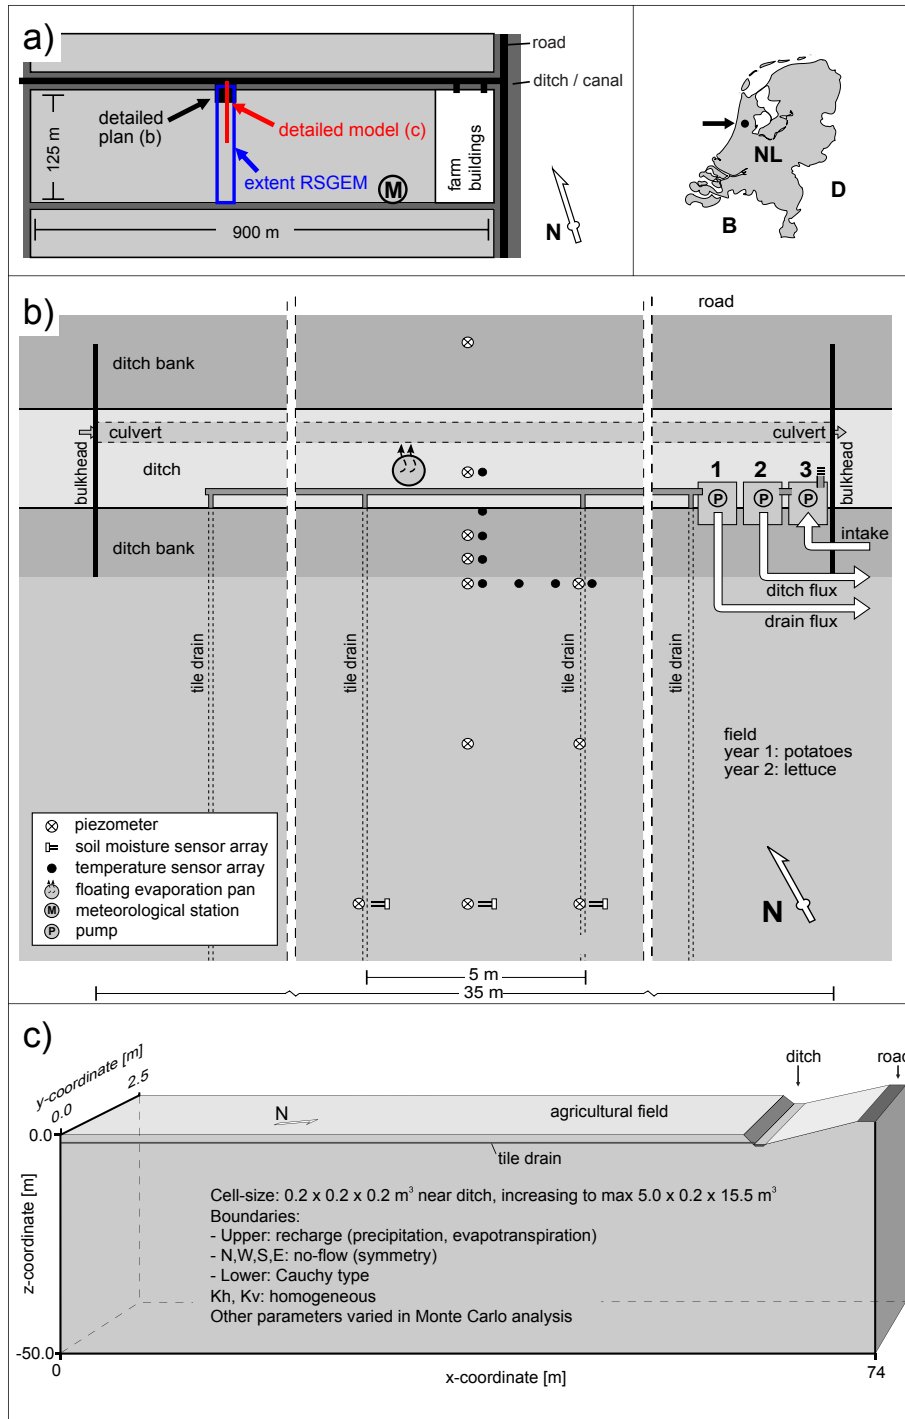 a)
road
ditch / canal
detailed
plan (b)
detailed model (c)
125 m
extent RSGEM
M
farm
buildings
900 m
N
NL
D
B
b)
road
ditch bank
culvert
culvert
bulkhead
bulkhead
ditch
1 2 3
P P P
intake
ditch bank
ditch flux
drain flux
tile drain
tile drain
tile drain
tile drain
field
year 1: potatoes
year 2: lettuce
piezometer
soil moisture sensor array
temperature sensor array
floating evaporation pan
M meteorological station
P pump
N
5 m
35 m
c)
y-coordinate [m]
0.0
2.5
ditch
road
N
agricultural field
0.0
tile drain
z-coordinate [m]
Cell-size: 0.2 x 0.2 x 0.2 m³ near ditch, increasing to max 5.0 x 0.2 x 15.5 m³
Boundaries:
- Upper: recharge (precipitation, evapotranspiration)
- N,W,S,E: no-flow (symmetry)
- Lower: Cauchy type
Kh, Kv: homogeneous
Other parameters varied in Monte Carlo analysis
-50.0
0
x-coordinate [m]
74